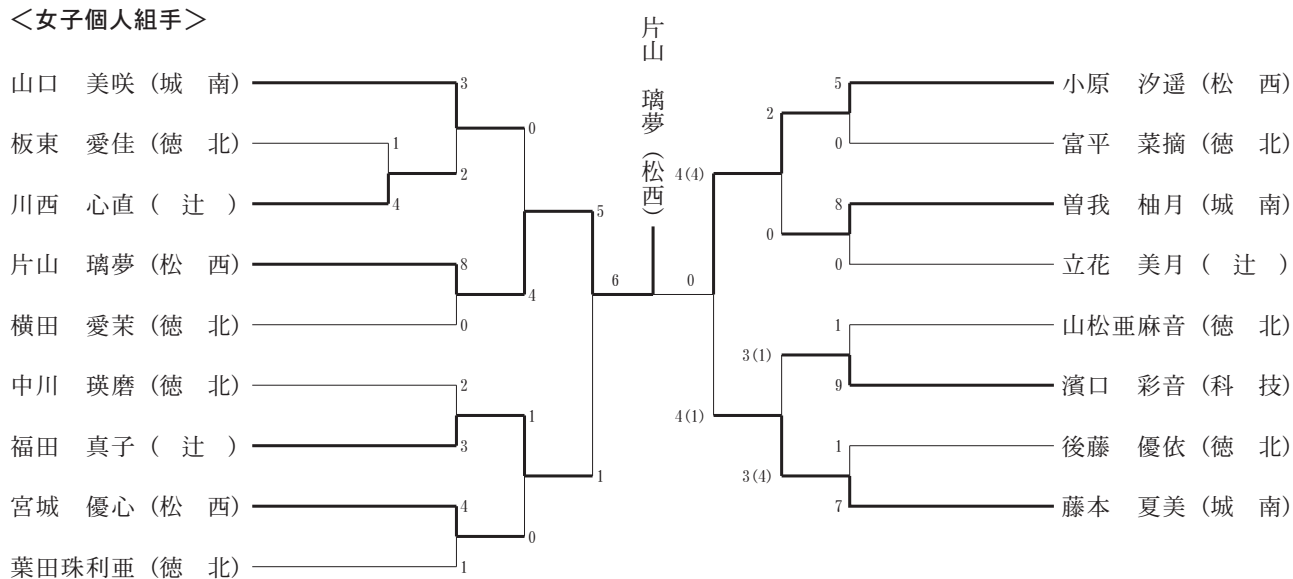 ＜女子個人組手＞
片山　璃夢（松西）
山口　美咲（城　南）
板東　愛佳（徳　北）
川西　心直（　辻　）
片山　璃夢（松　西）
横田　愛茉（徳　北）
中川　瑛磨（徳　北）
福田　真子（　辻　）
宮城　優心（松　西）
葉田珠利亜（徳　北）
3
0
1
2
4
5
8
4
0
6
2
1
3
1
4
0
1
0
4(4)
2
5
0
8
0
0
3(1)
1
9
4(1)
3(4)
1
7
小原　汐遥（松　西）
富平　菜摘（徳　北）
曽我　柚月（城　南）
立花　美月（　辻　）
山松亜麻音（徳　北）
濱口　彩音（科　技）
後藤　優依（徳　北）
藤本　夏美（城　南）